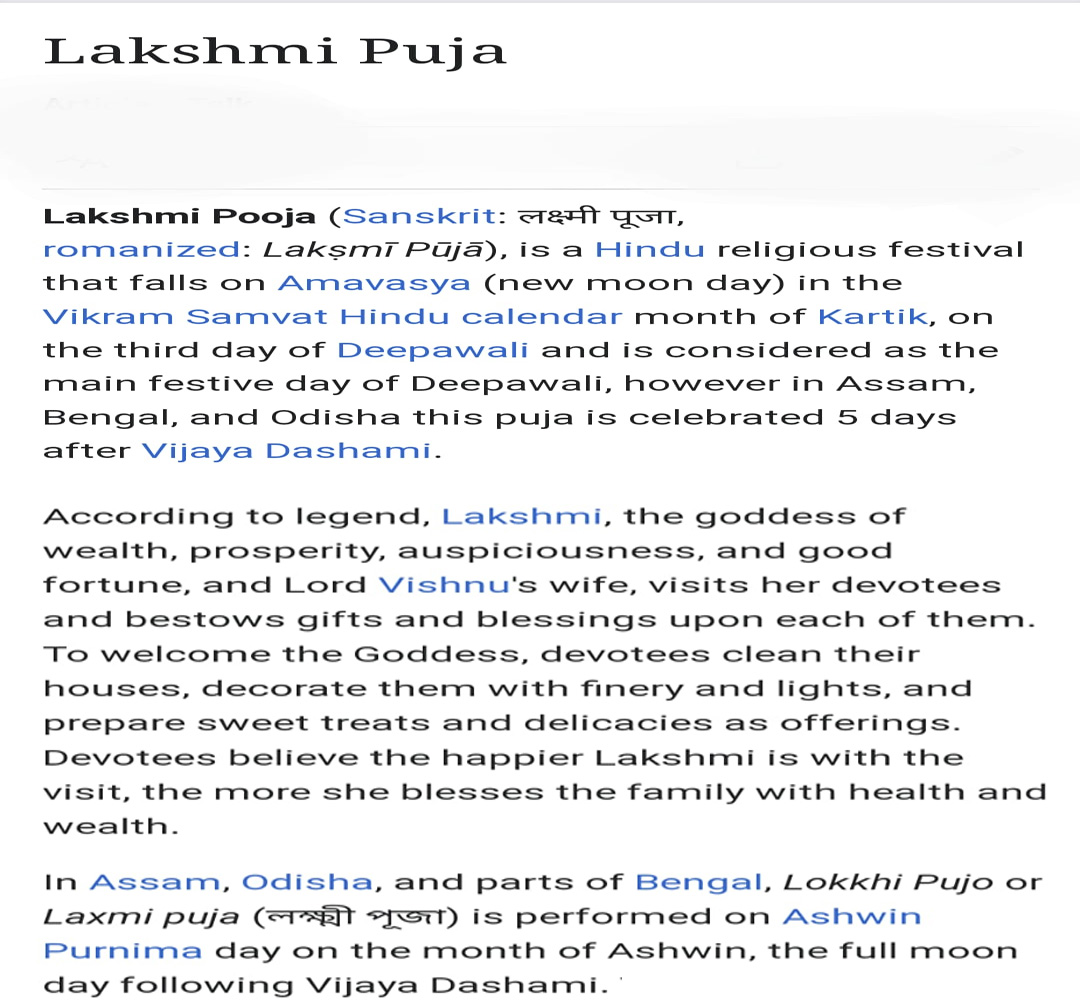 Lakshmi Puja
Lakshmi Pooja (Sanskrit: लक्ष्मी पूजा,
romanized: Lakṣmī Pūjā), is a Hindu religious festival
that falls on Amavasya (new moon day) in the
Vikram Samvat Hindu calendar month of Kartik, on
the third day of Deepawali and is considered as the
main festive day of Deepawali, however in Assam,
Bengal, and Odisha this puja is celebrated 5 days
after Vijaya Dashami.
According to legend, Lakshmi, the goddess of
wealth, prosperity, auspiciousness, and good
fortune, and Lord Vishnu's wife, visits her devotees
and bestows gifts and blessings upon each of them.
To welcome the Goddess, devotees clean their
houses, decorate them with finery and lights, and
prepare sweet treats and delicacies as offerings.
Devotees believe the happier Lakshmi is with the
visit, the more she blesses the family with health and
wealth.
In Assam, Odisha, and parts of Bengal, Lokkhi Pujo or
Laxmi puja (লক্ষ্মী পূজা) is performed on Ashwin
Purnima day on the month of Ashwin, the full moon
day following Vijaya Dashami.